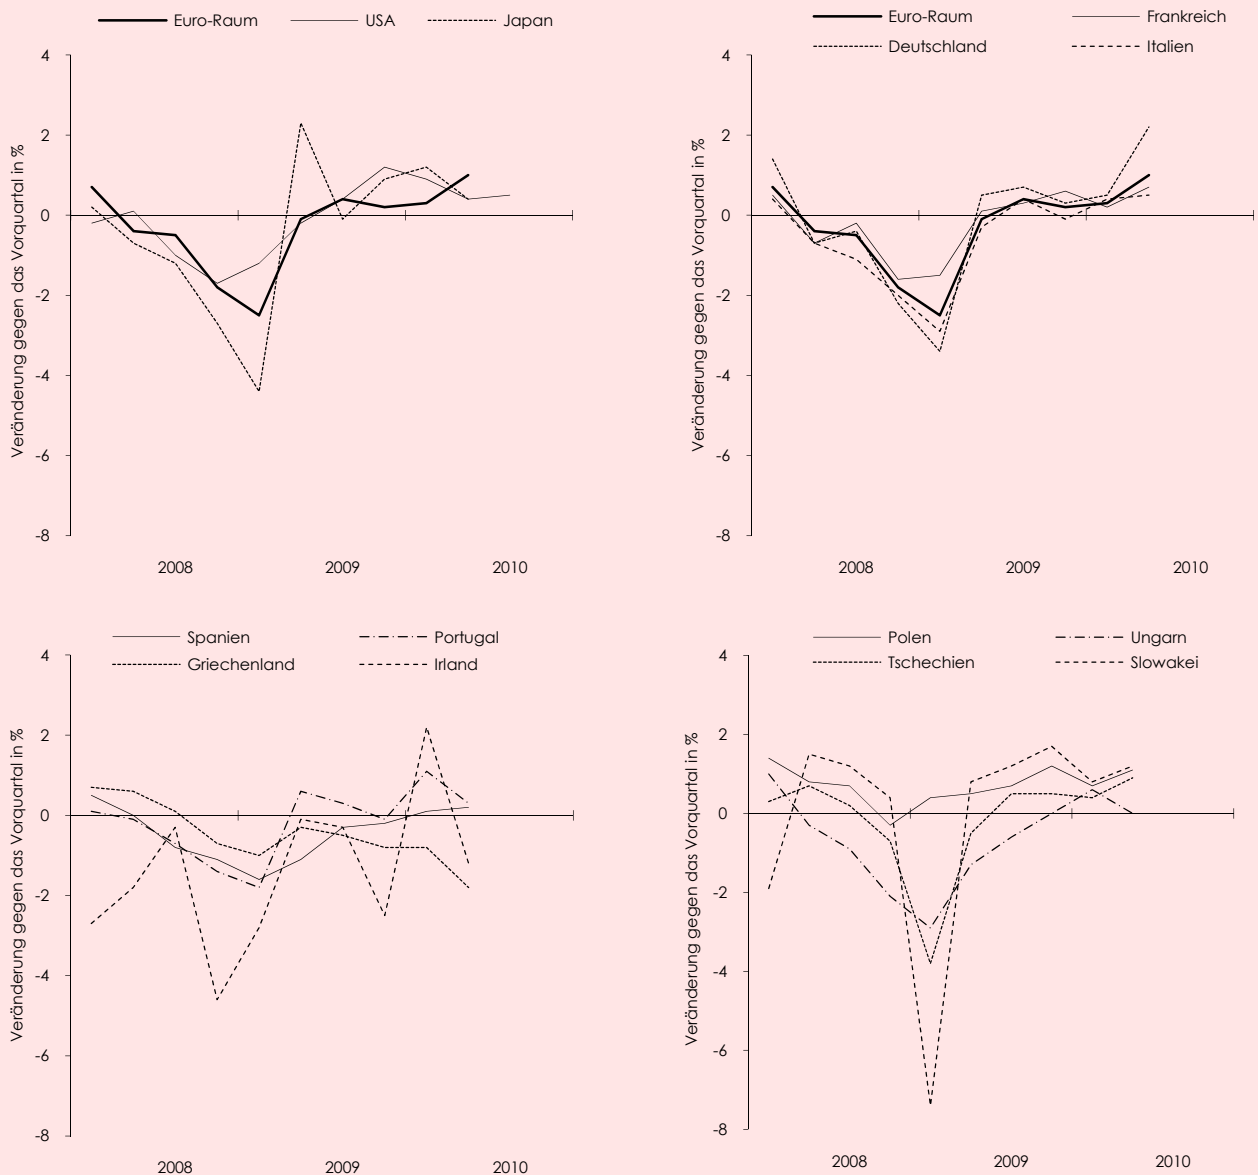 Euro-Raum USA Japan
4
2
0
-2
-4
-6
-8
Veränderung gegen das Vorquartal in %
2008 2009 2010
Euro-Raum Frankreich
Deutschland Italien
4
2
0
-2
-4
-6
-8
Veränderung gegen das Vorquartal in %
2008 2009 2010
Spanien Portugal
Griechenland Irland
4
2
0
-2
-4
-6
-8
Veränderung gegen das Vorquartal in %
2008 2009 2010
Polen Ungarn
Tschechien Slowakei
4
2
0
-2
-4
-6
-8
Veränderung gegen das Vorquartal in %
2008 2009 2010